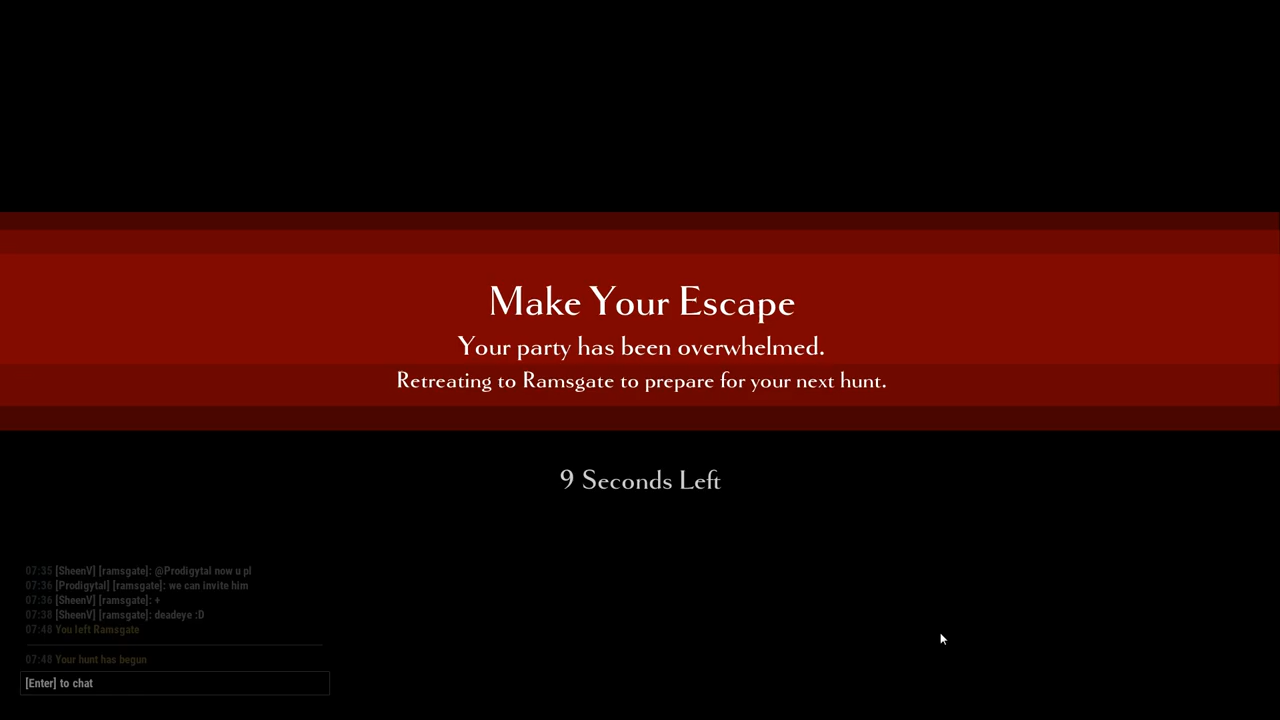 Make Your Escape
Your party has been overwhelmed.
Retreating to Ramsgate to prepare for your next hunt.
9 Seconds Left
07:35 [SheenV] [ramsgate]: @Prodigytal now u pl
07:36 [Prodigytal] [ramsgate]: we can invite him
07:36 [SheenV] [ramsgate]: +
07:38 [SheenV] [ramsgate]: deadeye :D
07:48 You left Ramsgate
07:48 Your hunt has begun
[Enter] to chat